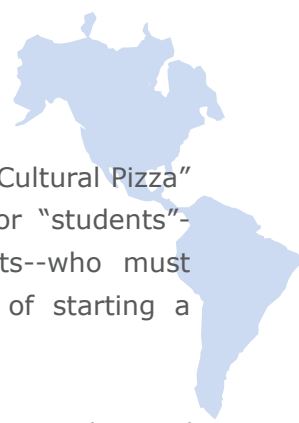 Cultural Pizza”
or “students”-
ts--who must
of starting a